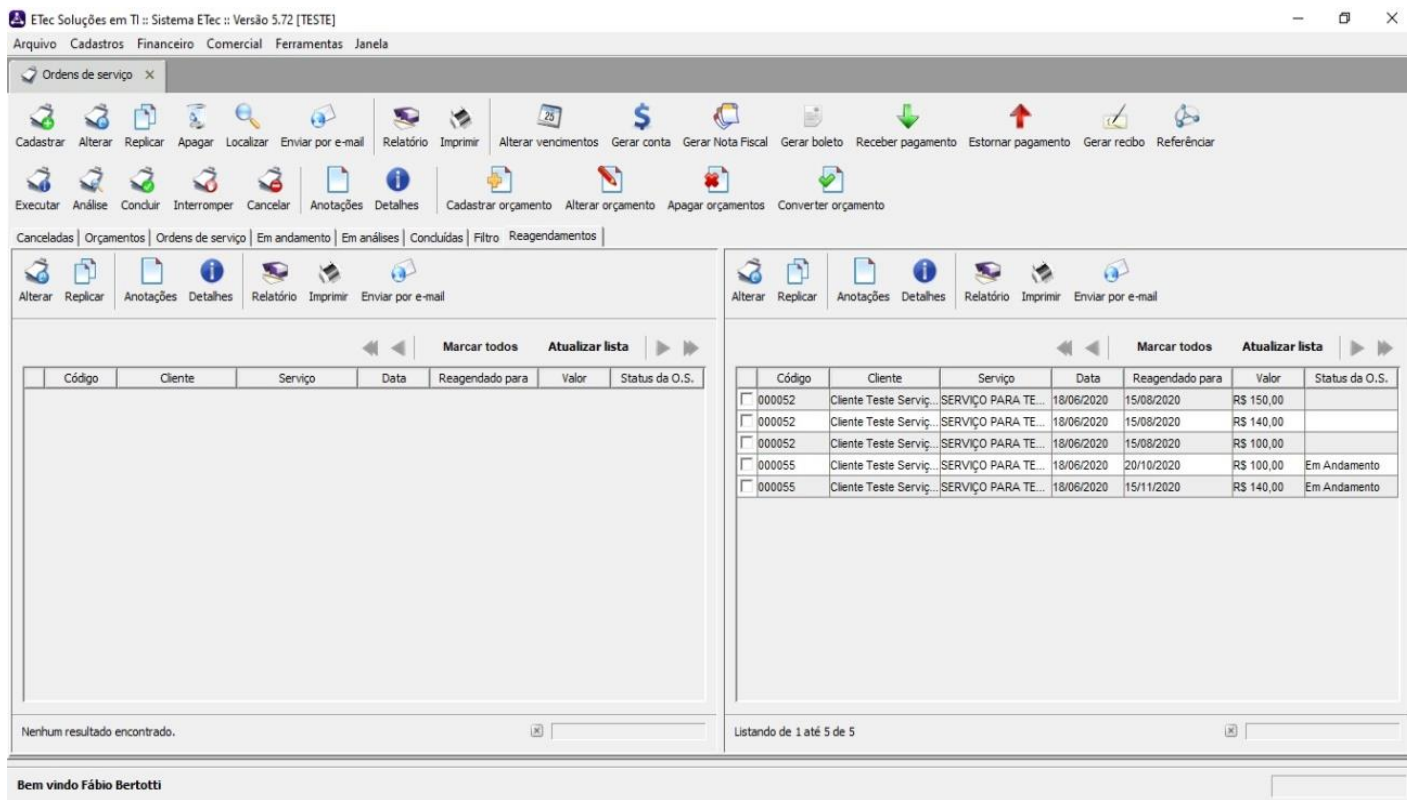 ETec Soluções em TI :: Sistema ETec :: Versão 5.72 [TESTE]
Arquivo Cadastros Financeiro Comercial Ferramentas Janela
Ordens de serviço
Cadastrar Alterar Replicar Apagar Localizar Enviar por e-mail Relatório Imprimir Alterar vencimentos Gerar conta Gerar Nota Fiscal Gerar boleto Receber pagamento Estornar pagamento Gerar recibo Referênciar
Executar Análise Concluir Interromper Cancelar Anotações Detalhes Cadastrar orçamento Alterar orçamento Apagar orçamentos Converter orçamento
Canceladas Orçamentos Ordens de serviço Em andamento Em análises Concluídas Filtro Reagendamentos
Alterar Replicar Anotações Detalhes Relatório Imprimir Enviar por e-mail
Marcar todos Atualizar lista
Código Cliente Serviço Data Reagendado para Valor Status da O.S.
Nenhum resultado encontrado.
Alterar Replicar Anotações Detalhes Relatório Imprimir Enviar por e-mail
Marcar todos Atualizar lista
Código Cliente Serviço Data Reagendado para Valor Status da O.S.
000052 Cliente Teste Serviç... SERVIÇO PARA TE... 18/06/2020 15/08/2020 R$ 150,00
000052 Cliente Teste Serviç... SERVIÇO PARA TE... 18/06/2020 15/08/2020 R$ 140,00
000052 Cliente Teste Serviç... SERVIÇO PARA TE... 18/06/2020 15/08/2020 R$ 100,00
000055 Cliente Teste Serviç... SERVIÇO PARA TE... 18/06/2020 20/10/2020 R$ 100,00 Em Andamento
000055 Cliente Teste Serviç... SERVIÇO PARA TE... 18/06/2020 15/11/2020 R$ 140,00 Em Andamento
Listando de 1 até 5 de 5
Bem vindo Fábio Bertotti